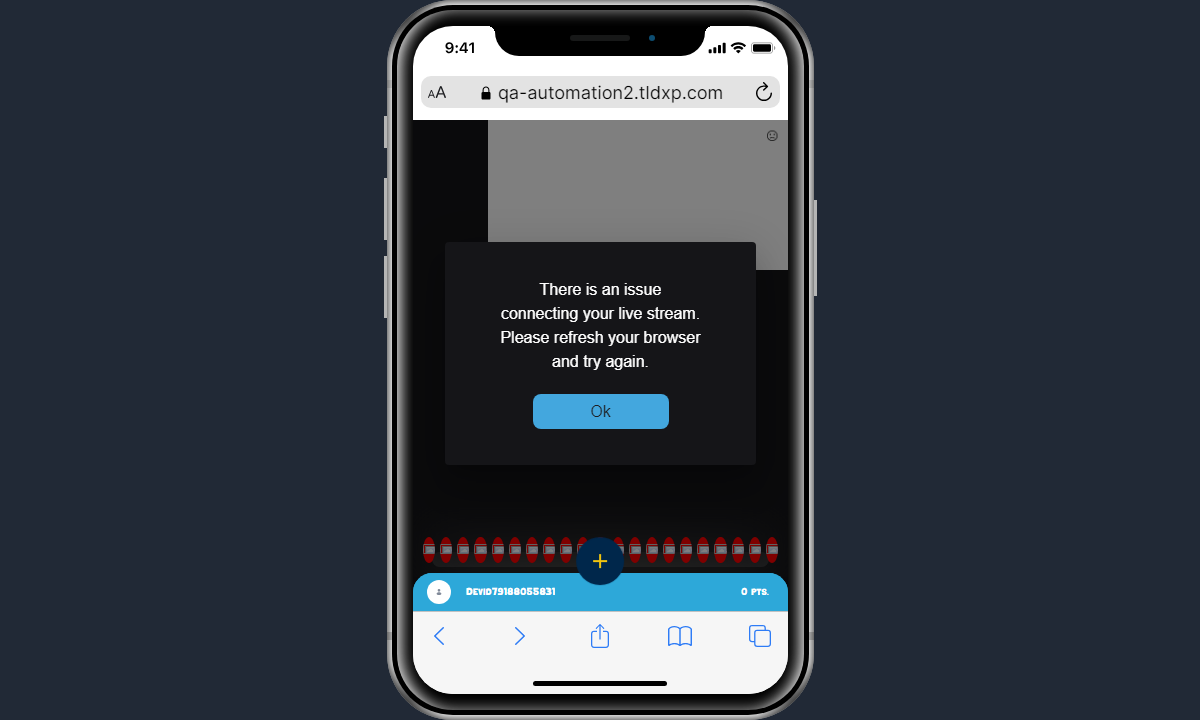 9:41
AA qa-automation2.tldxp.com
There is an issue
connecting your live stream.
Please refresh your browser
and try again.
Ok
DEVID79188055831 0 PTS.